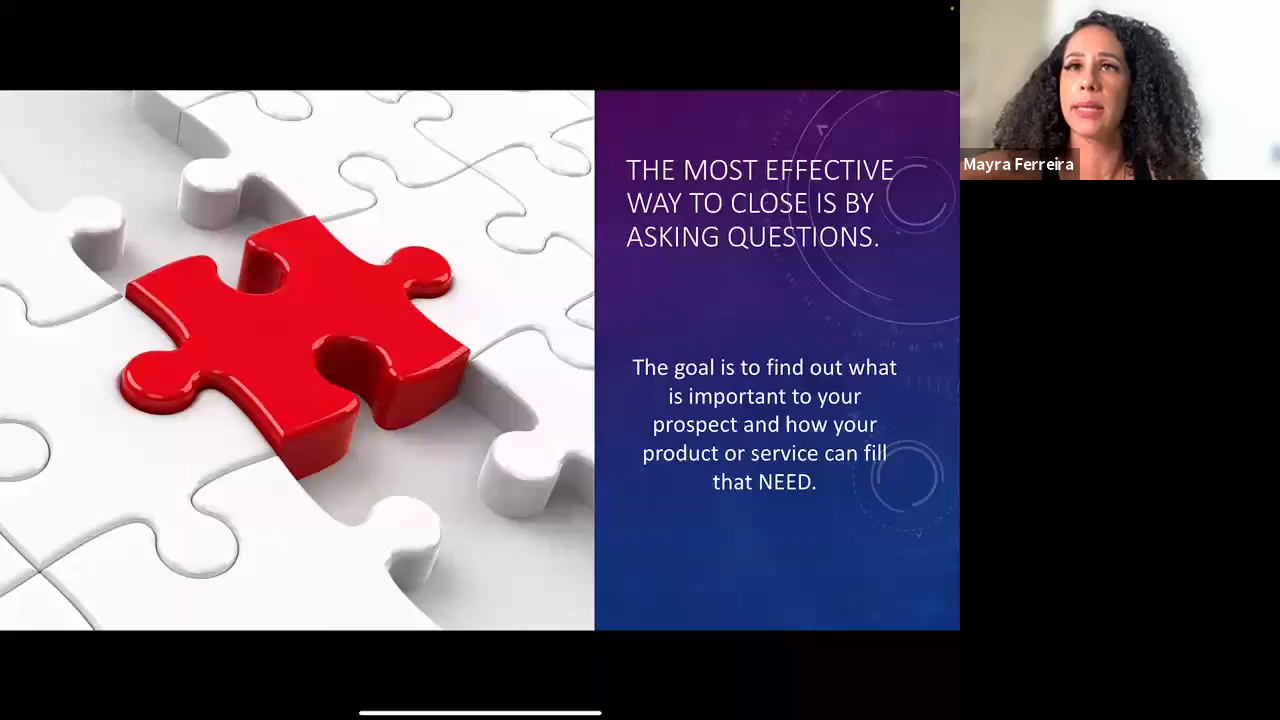 THE MOST EFFECTIVE
WAY TO CLOSE IS BY
ASKING QUESTIONS.
The goal is to find out what
is important to your
prospect and how your
product or service can fill
that NEED.
Mayra Ferreira